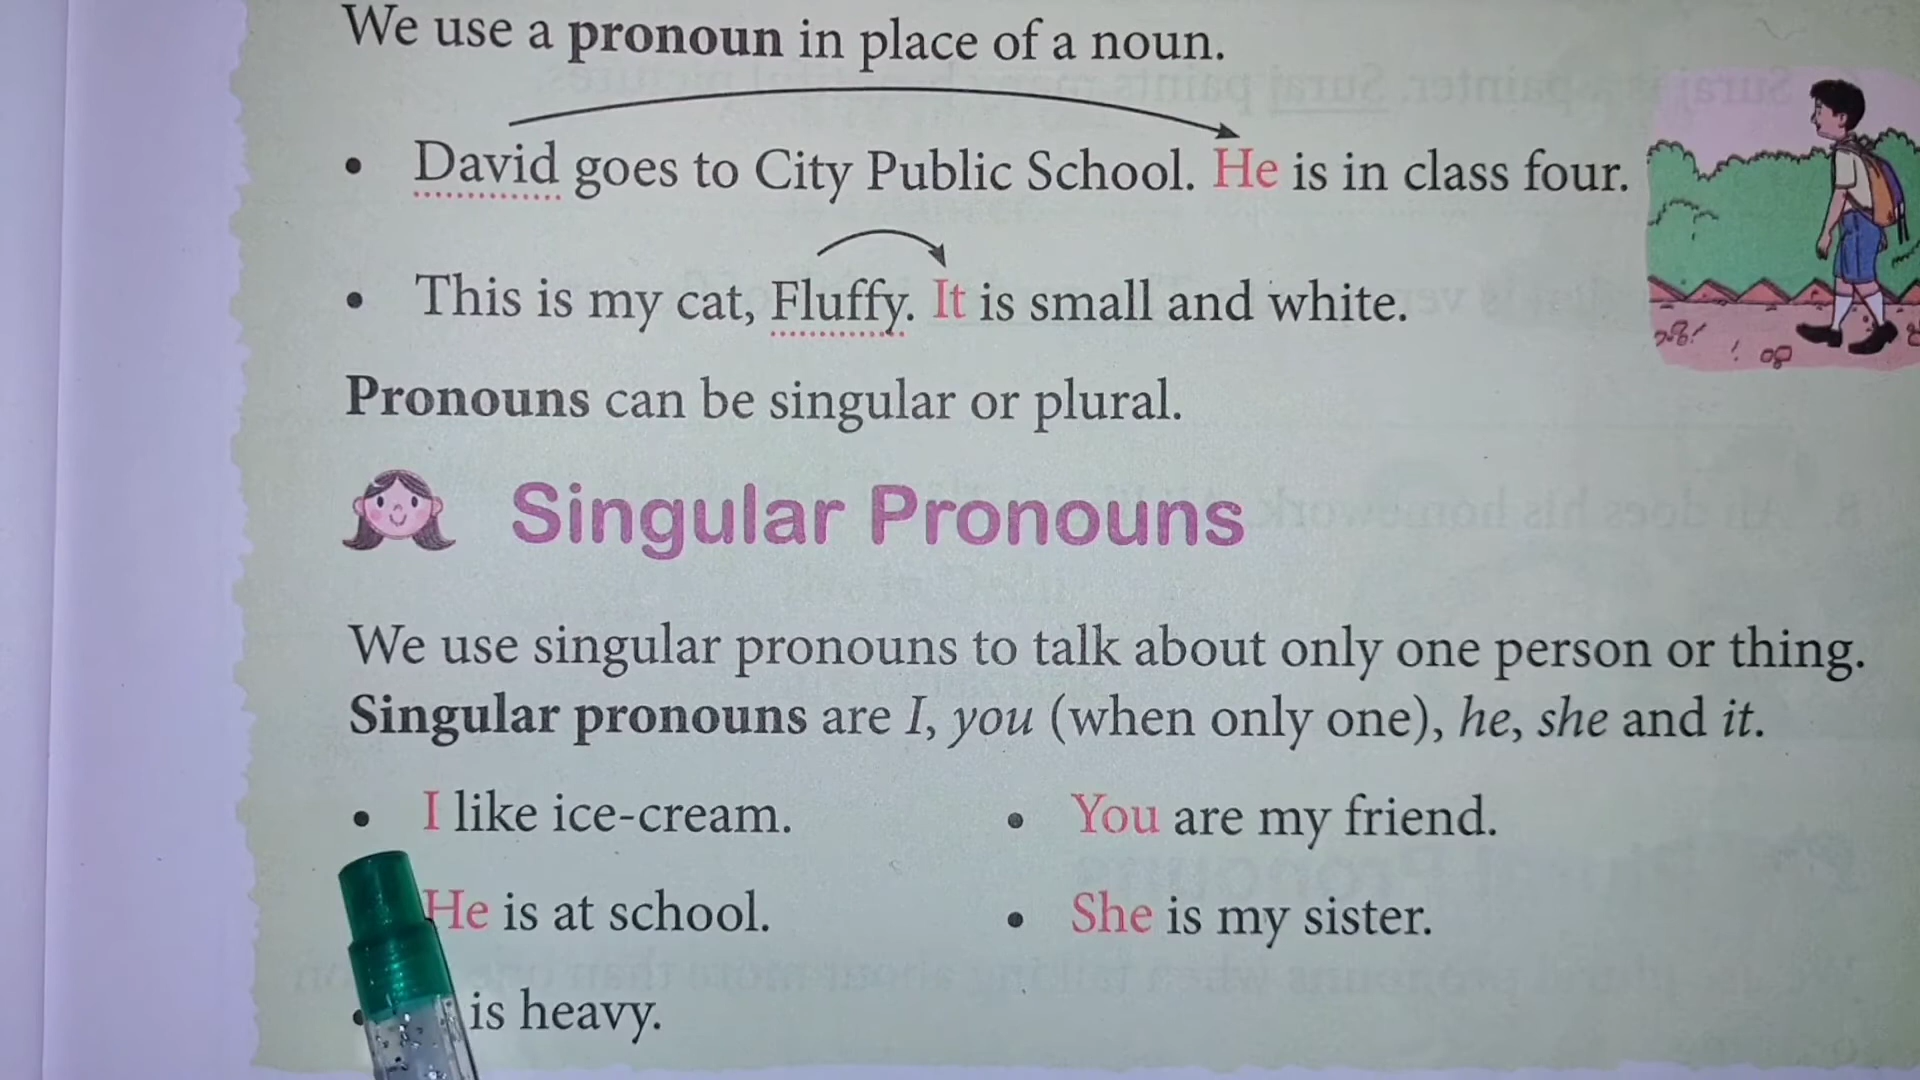 We use a pronoun in place of a noun.
• David goes to City Public School. He is in class four.
• This is my cat, Fluffy. It is small and white.
Pronouns can be singular or plural.
Singular Pronouns
We use singular pronouns to talk about only one person or thing.
Singular pronouns are I, you (when only one), he, she and it.
• I like ice-cream.
• You are my friend.
He is at school.
• She is my sister.
• is heavy.